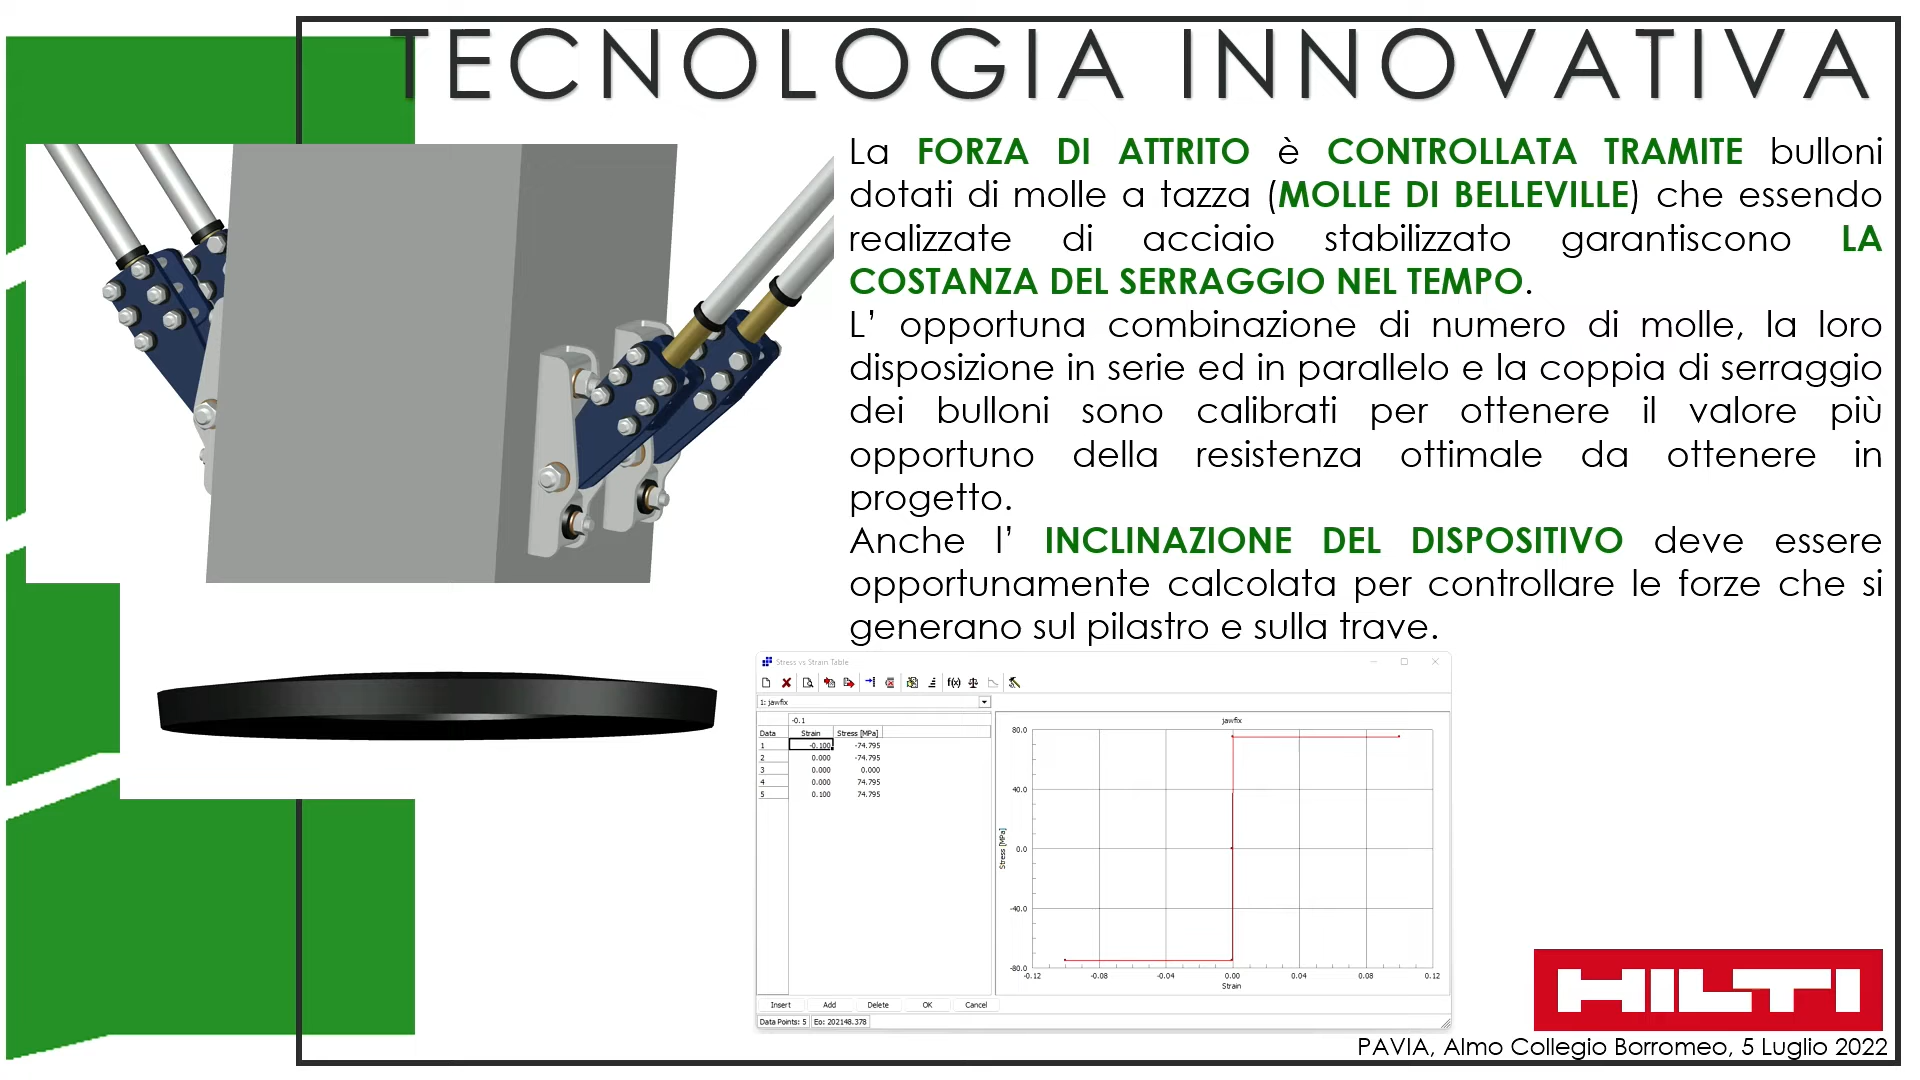 TECNOLOGIA INNOVATIVA
La FORZA DI ATTRITO è CONTROLLATA TRAMITE bulloni
dotati di molle a tazza (MOLLE DI BELLEVILLE) che essendo
realizzate di acciaio stabilizzato garantiscono LA
COSTANZA DEL SERRAGGIO NEL TEMPO.
L’ opportuna combinazione di numero di molle, la loro
disposizione in serie ed in parallelo e la coppia di serraggio
dei bulloni sono calibrati per ottenere il valore più
opportuno della resistenza ottimale da ottenere in
progetto.
Anche l’ INCLINAZIONE DEL DISPOSITIVO deve essere
opportunamente calcolata per controllare le forze che si
generano sul pilastro e sulla trave.
Stress vs Strain Table
f(x)
1: jawfix
-0.1
Data Strain Stress [MPa]
1 -0.100 -74.795
2 0.000 -74.795
3 0.000 0.000
4 0.000 74.795
5 0.100 74.795
jawfix
80.0
40.0
0.0
-40.0
-80.0
Stress [MPa]
-0.12 -0.08 -0.04 0.00 0.04 0.08 0.12
Strain
Insert Add Delete OK Cancel
Data Points: 5 Eo: 202148.378
HILTI
PAVIA, Almo Collegio Borromeo, 5 Luglio 2022